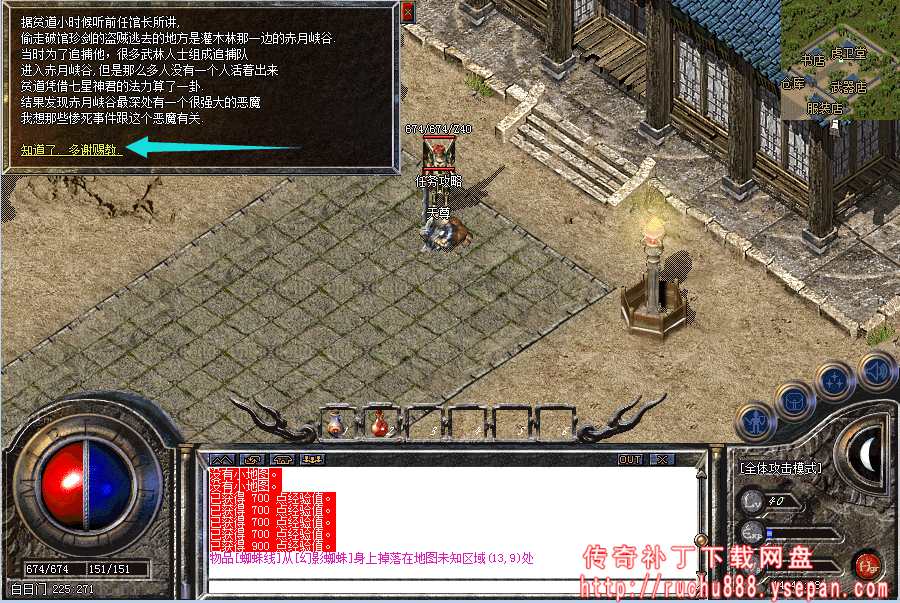 据贫道小时候听前任馆长所讲,
偷走破馆珍剑的盗贼逃去的地方是灌木林那一边的赤月峡谷.
当时为了追捕他，很多武林人士组成追捕队
进入赤月峡谷,但是那么多人没有一个人活着出来
贫道凭借七星神君的法力算了一卦.
结果发现赤月峡谷最深处有一个很强大的恶魔
我想那些惨死事件跟这个恶魔有关.
知道了. 多谢赐教.
书店
虎卫堂
仓库
武器店
服装店
674/674/Z40
任务攻略
天尊
OUT
没有小地图。
没有小地图。
已获得 700 点经验值。
已获得 700 点经验值。
已获得 700 点经验值。
已获得 700 点经验值。
已获得 700 点经验值。
已获得 900 点经验值。
物品[蜘蛛线]从[幻影蜘蛛]身上掉落在地图未知区域(13,9)处
[全体攻击模式]
40
674/674
151/151
白日门 225:271
传奇补丁下载网盘
http://ruchu888.ysepan.com